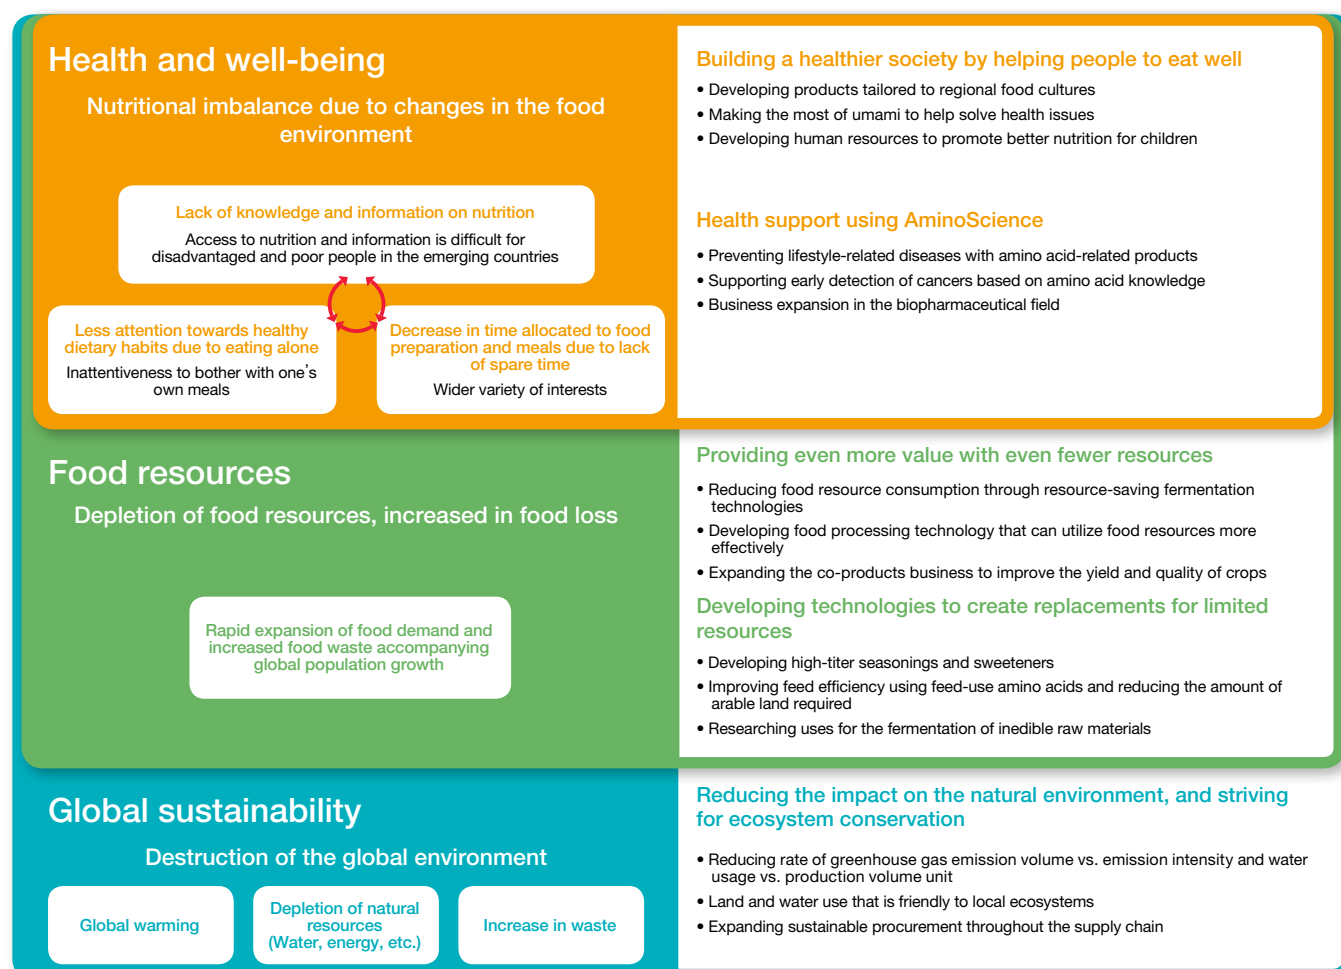 Health and well-being
Nutritional imbalance due to changes in the food
environment
Lack of knowledge and information on nutrition
Access to nutrition and information is difficult for
disadvantaged and poor people in the emerging countries
Less attention towards healthy
dietary habits due to eating alone
Inattentiveness to bother with one's
own meals
Decrease in time allocated to food
preparation and meals due to lack
of spare time
Wider variety of interests
Building a healthier society by helping people to eat well
• Developing products tailored to regional food cultures
• Making the most of umami to help solve health issues
• Developing human resources to promote better nutrition for children
Health support using AminoScience
• Preventing lifestyle-related diseases with amino acid-related products
• Supporting early detection of cancers based on amino acid knowledge
• Business expansion in the biopharmaceutical field
Food resources
Depletion of food resources, increased in food loss
Rapid expansion of food demand and
increased food waste accompanying
global population growth
Providing even more value with even fewer resources
• Reducing food resource consumption through resource-saving fermentation
technologies
• Developing food processing technology that can utilize food resources more
effectively
• Expanding the co-products business to improve the yield and quality of crops
Developing technologies to create replacements for limited
resources
• Developing high-titer seasonings and sweeteners
• Improving feed efficiency using feed-use amino acids and reducing the amount of
arable land required
• Researching uses for the fermentation of inedible raw materials
Global sustainability
Destruction of the global environment
Global warming
Depletion of natural
resources
(Water, energy, etc.)
Increase in waste
Reducing the impact on the natural environment, and striving
for ecosystem conservation
• Reducing rate of greenhouse gas emission volume vs. emission intensity and water
usage vs. production volume unit
• Land and water use that is friendly to local ecosystems
• Expanding sustainable procurement throughout the supply chain